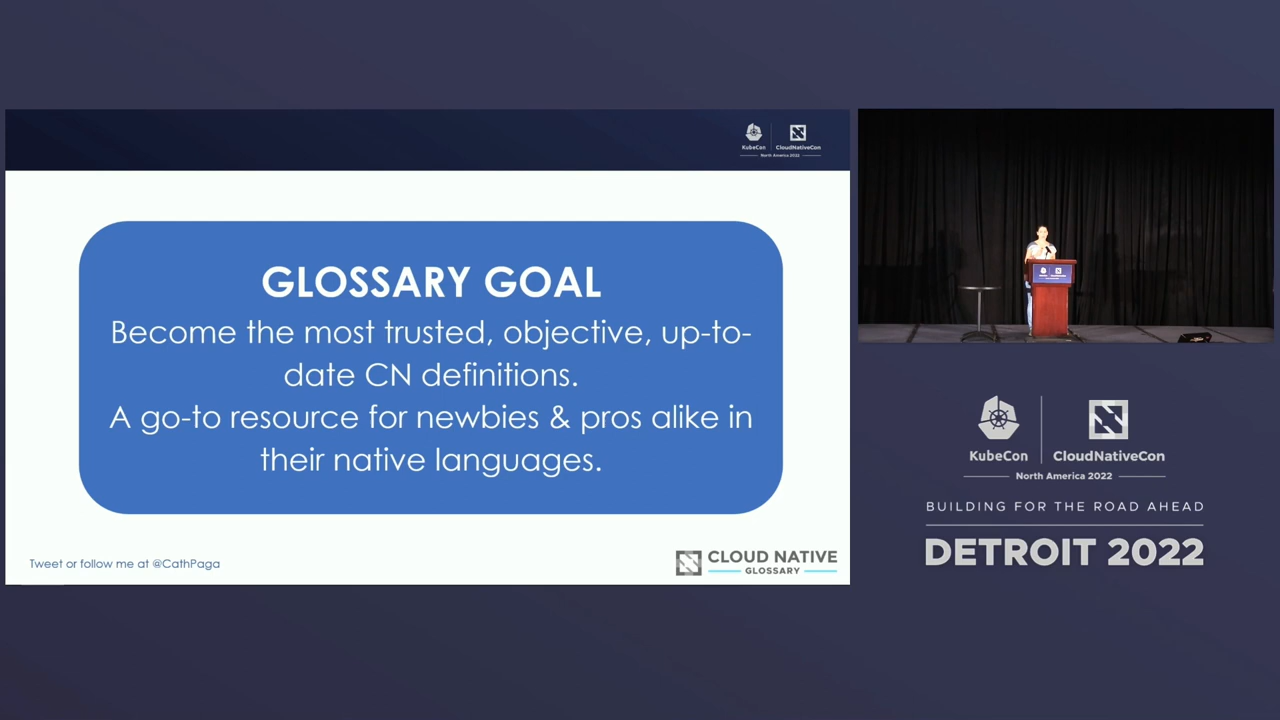 KubeCon
CloudNativeCon
North America 2022
GLOSSARY GOAL
Become the most trusted, objective, up-to-
date CN definitions.
A go-to resource for newbies & pros alike in
their native languages.
Tweet or follow me at @CathPaga
CLOUD NATIVE
GLOSSARY
KubeCon
CloudNativeCon
North America 2022
BUILDING FOR THE ROAD AHEAD
DETROIT 2022